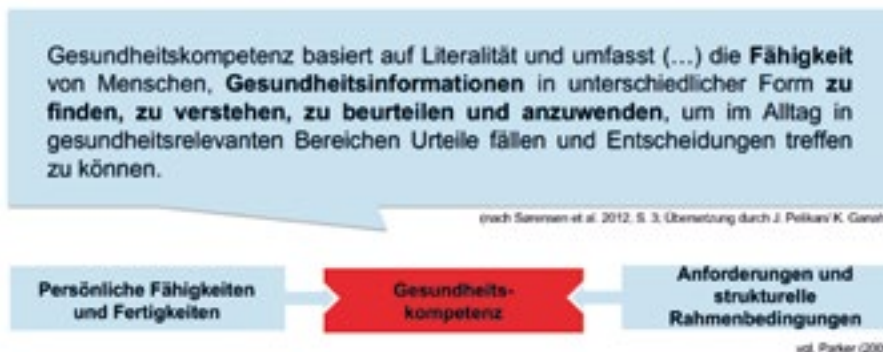 Gesundheitskompetenz basiert auf Literalität und umfasst (…) die Fähigkeit
von Menschen, Gesundheitsinformationen in unterschiedlicher Form zu
finden, zu verstehen, zu beurteilen und anzuwenden, um im Alltag in
gesundheitsrelevanten Bereichen Urteile fällen und Entscheidungen treffen
zu können.
(nach Sørensen et al. 2012, S. 3; Übersetzung durch J. Pelikan/ K.
Persönliche Fähigkeiten
und Fertigkeiten
Gesundheits-
kompetenz
Anforderungen und
strukturelle
Rahmenbedingungen
vgl. Parker